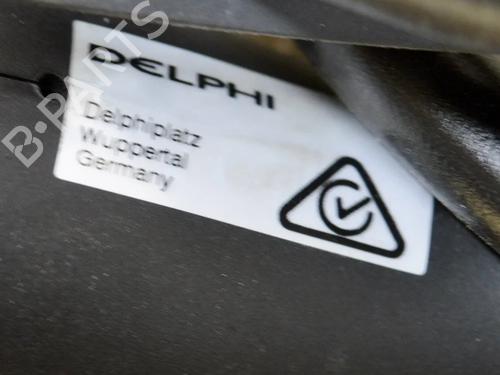 DELPHI
Delphiplatz
Wuppertal
Germany
B-PARTS